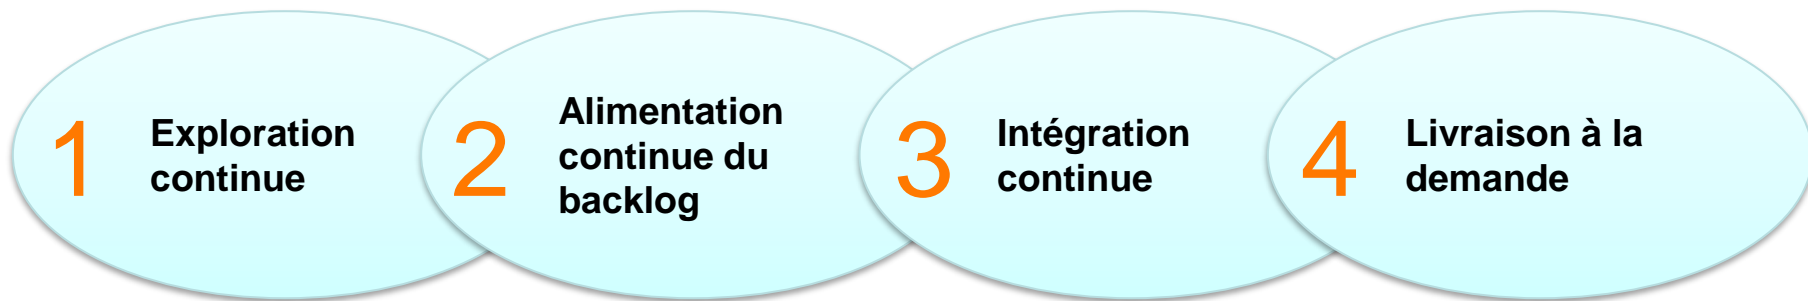 1
Exploration
continue
2
Alimentation
continue du
backlog
3
Intégration
continue
4
Livraison à la
demande